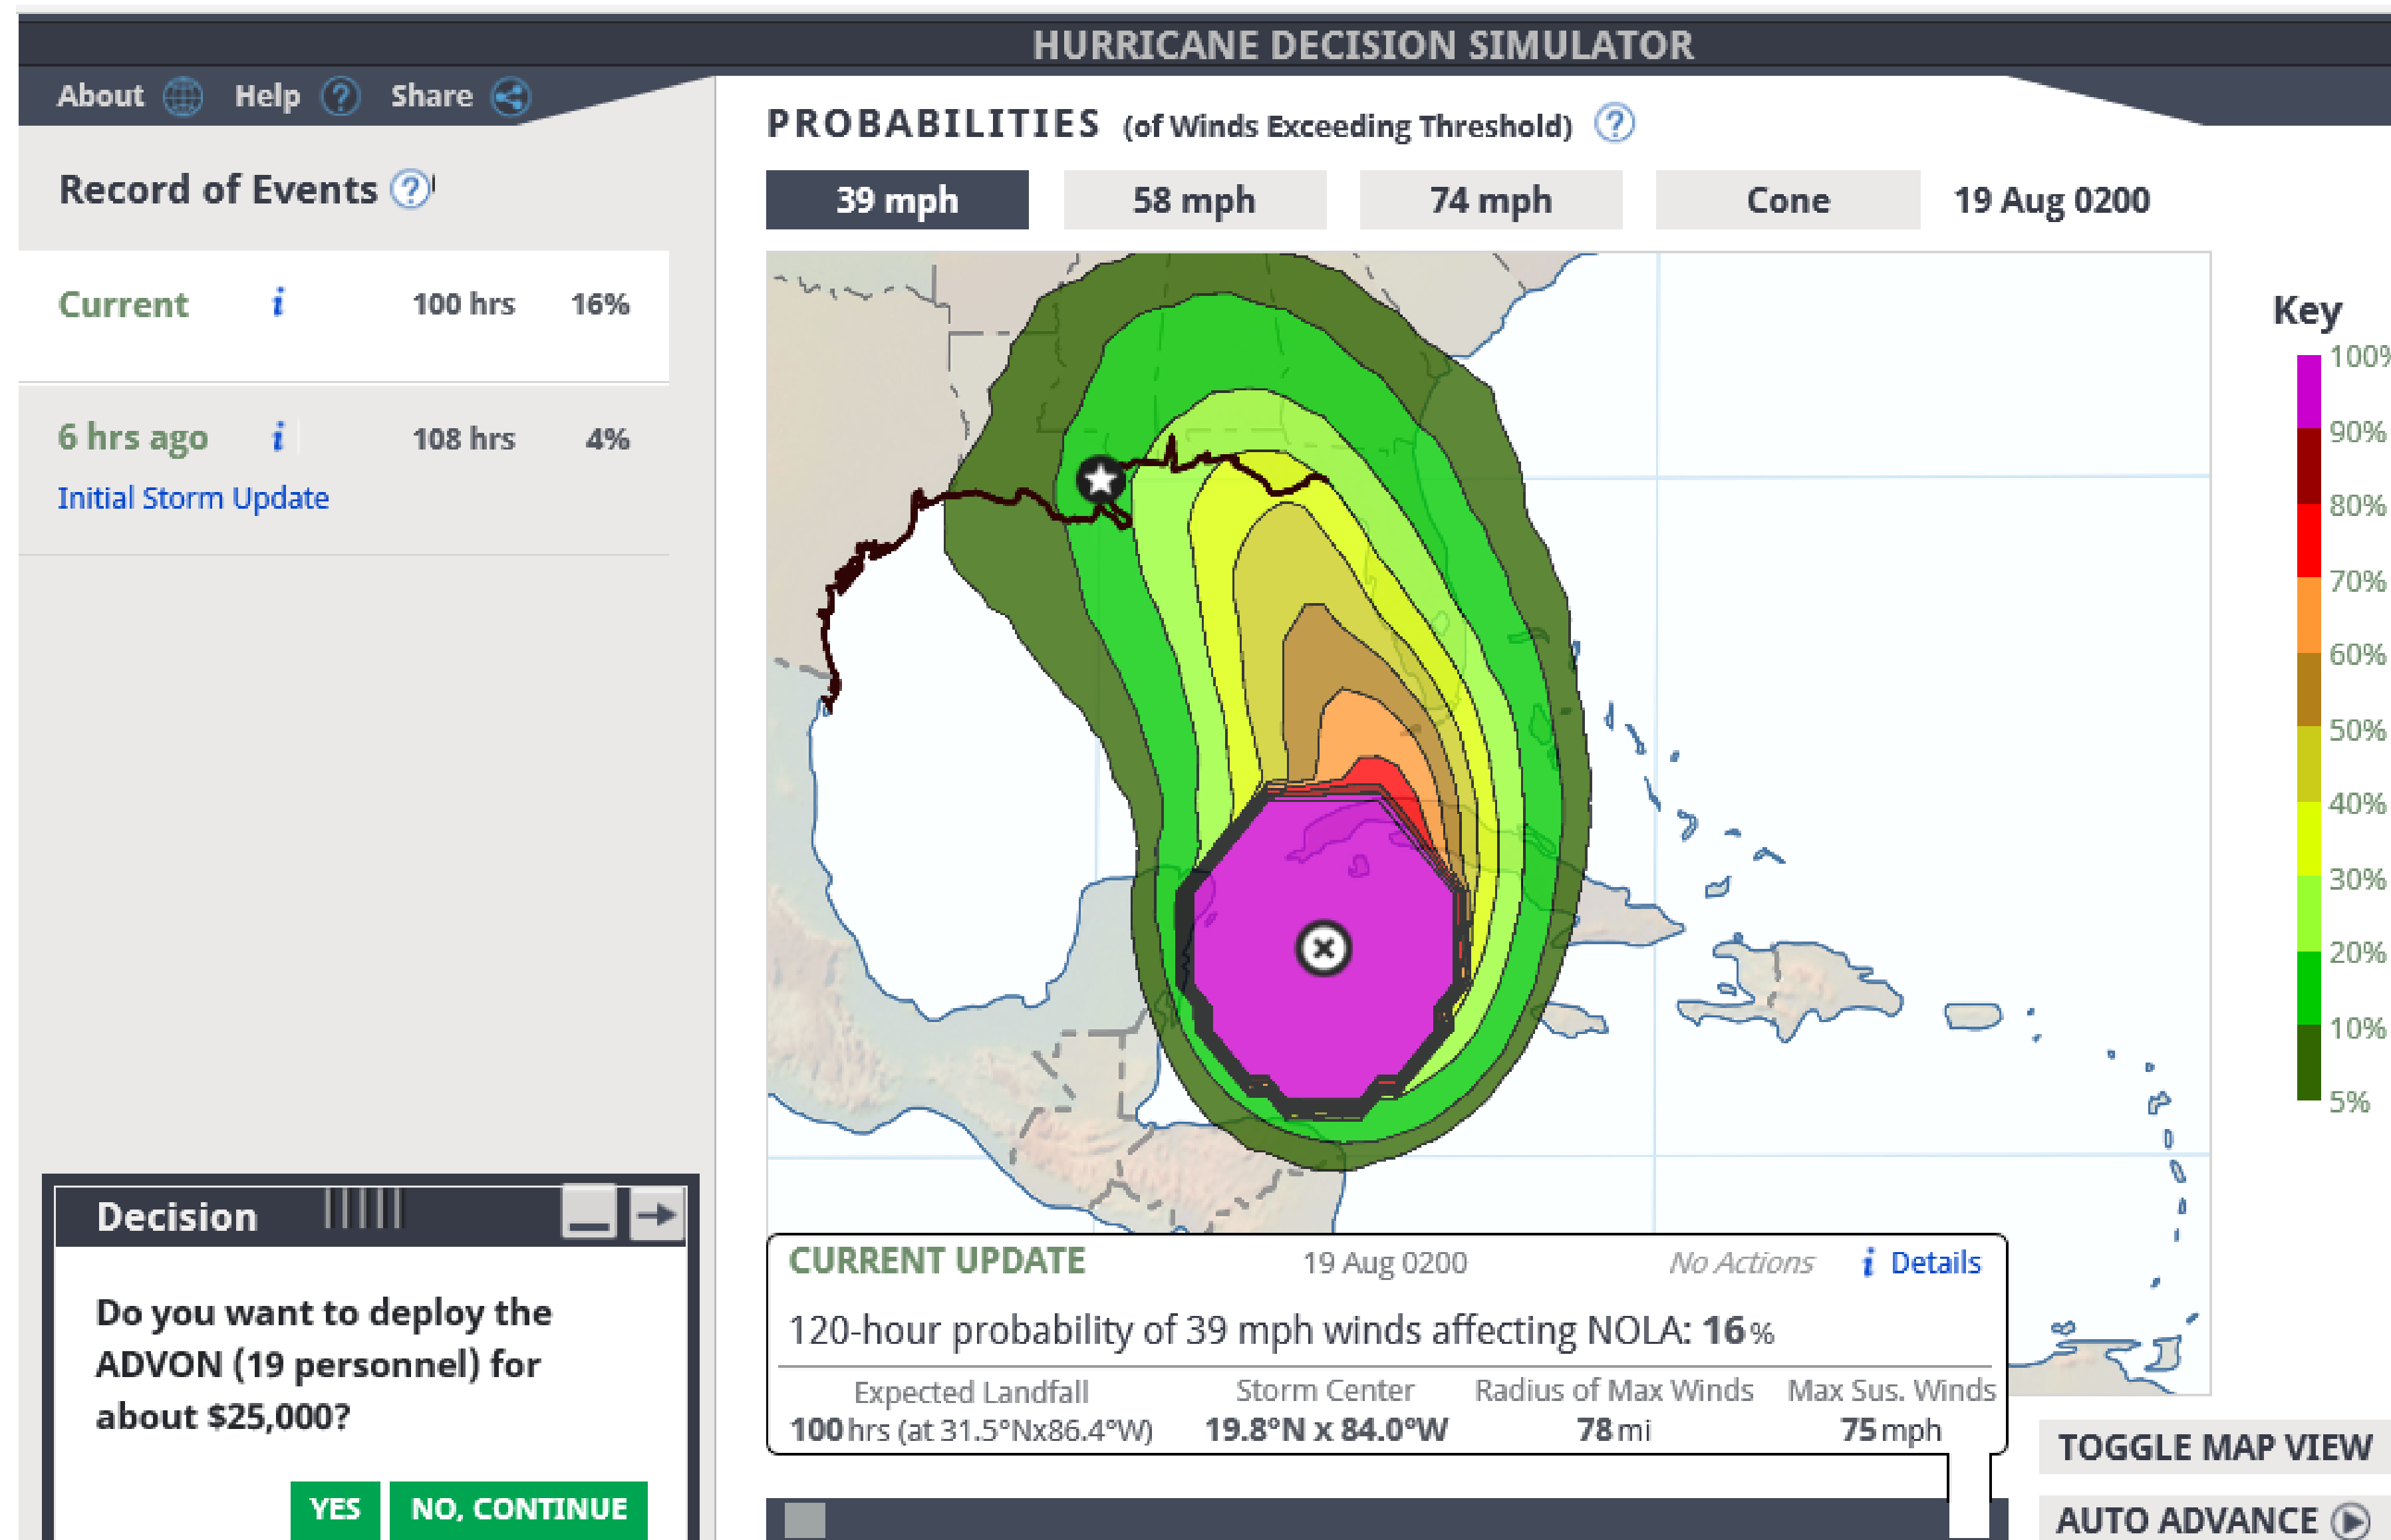 HURRICANE DECISION SIMULATOR
About Help Share
Record of Events
Current i 100 hrs 16%
6 hrs ago i 108 hrs 4%
Initial Storm Update
Decision
Do you want to deploy the
ADVON (19 personnel) for
about $25,000?
YES NO, CONTINUE
PROBABILITIES (of Winds Exceeding Threshold) ?
39 mph 58 mph 74 mph Cone 19 Aug 0200
Key
100%
90%
80%
70%
60%
50%
40%
30%
20%
10%
5%
CURRENT UPDATE 19 Aug 0200 No Actions i Details
120-hour probability of 39 mph winds affecting NOLA: 16%
Expected Landfall Storm Center Radius of Max Winds Max Sus. Winds
100 hrs (at 31.5°Nx86.4°W) 19.8°N x 84.0°W 78 mi 75 mph
TOGGLE MAP VIEW
AUTO ADVANCE